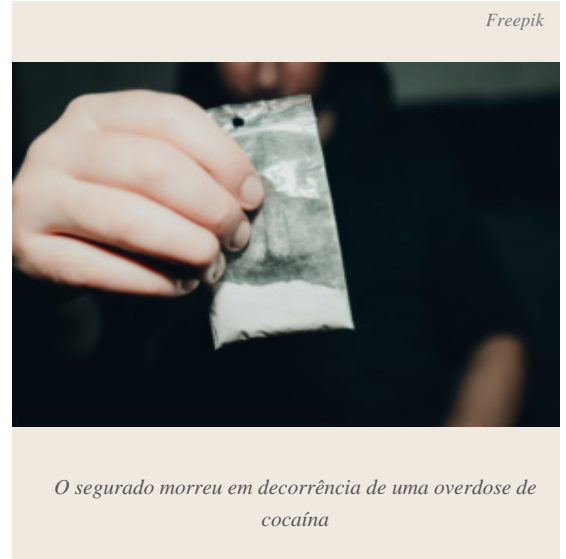 Freepik
O segurado morreu em decorrência de uma overdose de
cocaína